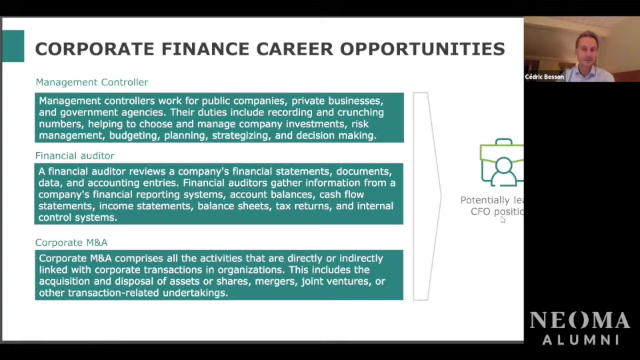 CORPORATE FINANCE CAREER OPPORTUNITIES
Cédric Besson
Management Controller
Management controllers work for public companies, private businesses,
and government agencies. Their duties include recording and crunching
numbers, helping to choose and manage company investments, risk
management, budgeting, planning, strategizing, and decision making.
Financial auditor
A financial auditor reviews a company's financial statements, documents,
data, and accounting entries. Financial auditors gather information from a
company's financial reporting systems, account balances, cash flow
statements, income statements, balance sheets, tax returns, and internal
control systems.
Corporate M&A
Corporate M&A comprises all the activities that are directly or indirectly
linked with corporate transactions in organizations. This includes the
acquisition and disposal of assets or shares, mergers, joint ventures, or
other transaction-related undertakings.
Potentially
CFO
NEOMA
ALUMNI